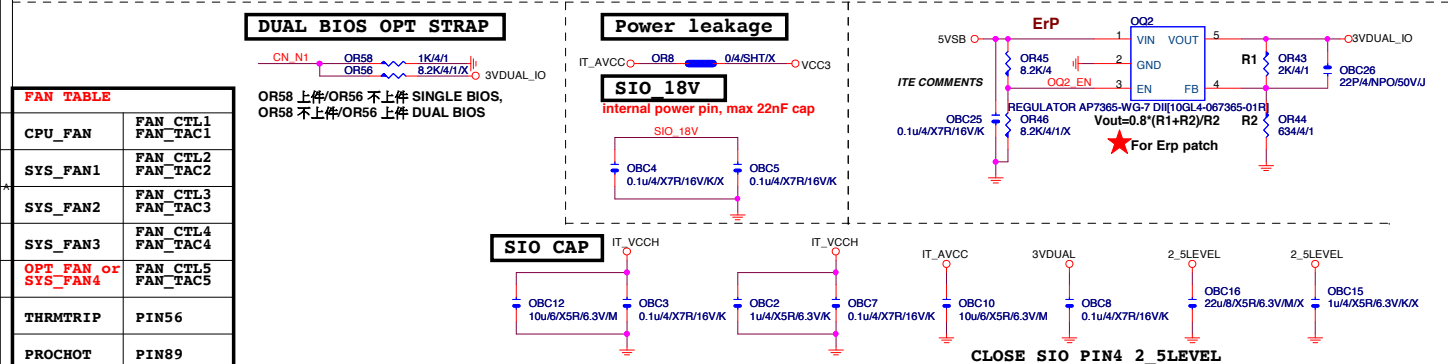 DUAL BIOS OPT STRAP
CN_N1
OR58 1K/4/1
OR56 8.2K/4/1/X
3VDUAL_IO
OR58 上件/OR56 不上件 SINGLE BIOS,
OR58 不上件/OR56 上件 DUAL BIOS
FAN TABLE
CPU_FAN
FAN_CTL1
FAN_TAC1
SYS_FAN1
FAN_CTL2
FAN_TAC2
SYS_FAN2
FAN_CTL3
FAN_TAC3
SYS_FAN3
FAN_CTL4
FAN_TAC4
OPT_FAN or
SYS_FAN4
FAN_CTL5
FAN_TAC5
THRMTRIP
PIN56
PROCHOT
PIN89
A
Power leakage
IT_AVCC
OR8
0/4/SHT/X
VCC3
SIO_18V
internal power pin, max 22nF cap
SIO_18V
OBC4
0.1u/4/X7R/16V/K/X
OBC5
0.1u/4/X7R/16V/K
ErP
OQ2
5VSB
1 VIN VOUT 5
2 GND
3 EN FB 4
3VDUAL_IO
OR45
8.2K/4
ITE COMMENTS
OQ2_EN
R1
OR43
2K/4/1
OBC26
22P/4/NPO/50V/J
REGULATOR AP7365-WG-7 DII[10GL4-067365-01R]
Vout=0.8*(R1+R2)/R2
OBC25
0.1u/4/X7R/16V/K
OR46
8.2K/4/1/X
R2
OR44
634/4/1
For Erp patch
SIO CAP
IT_VCCH
OBC12
10u/6/X5R/6.3V/M
OBC3
0.1u/4/X7R/16V/K
IT_VCCH
OBC2
1u/4/X5R/6.3V/K
OBC7
0.1u/4/X7R/16V/K
IT_AVCC
OBC10
10u/6/X5R/6.3V/M
3VDUAL
OBC8
0.1u/4/X7R/16V/K
2_5LEVEL
OBC16
22u/8/X5R/6.3V/M/X
2_5LEVEL
OBC15
1u/4/X5R/6.3V/K/X
CLOSE SIO PIN4 2_5LEVEL